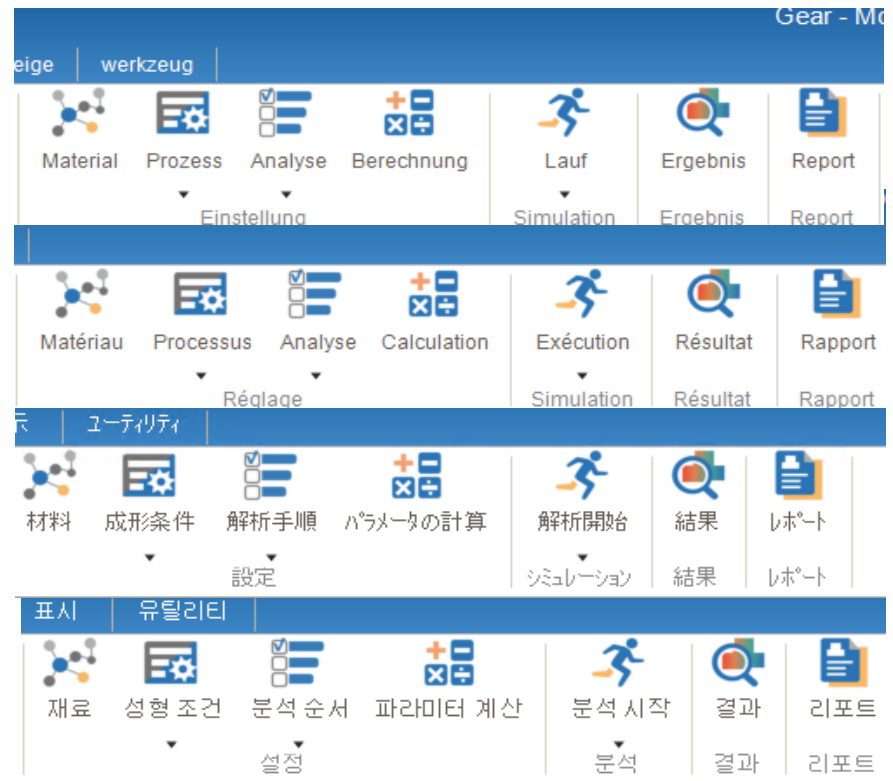 Gear - Mo
eige werkzeug
Material Prozess Analyse Berechnung Lauf Ergebnis Report
Einstellung Simulation Ergebnis Report
Matériau Processus Analyse Calculation Exécution Résultat Rapport
Réglage Simulation Résultat Rapport
示 ユーティリティ
材料 成形条件 解析手順 パラメータの計算 解析開始 結果 レポート
設定 シミュレーション 結果 レポート
표시 유틸리티
재료 성형 조건 분석 순서 파라미터 계산 분석 시작 결과 리포트
설정 분석 결과 리포트